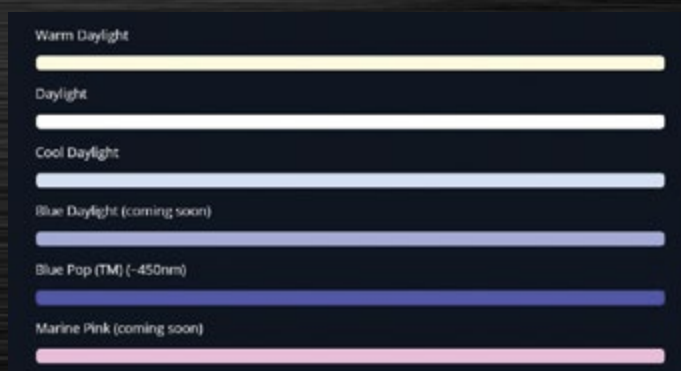 Warm Daylight
Daylight
Cool Daylight
Blue Daylight (coming soon)
Blue Pop (TM) (~450nm)
Marine Pink (coming soon)